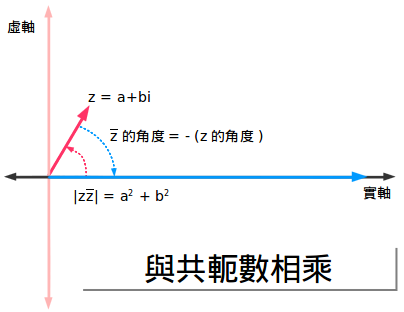 虛軸
z = a+bi
z̅ 的角度 = - (z 的角度 )
|zz̅| = a² + b²
實軸
與共軛數相乘